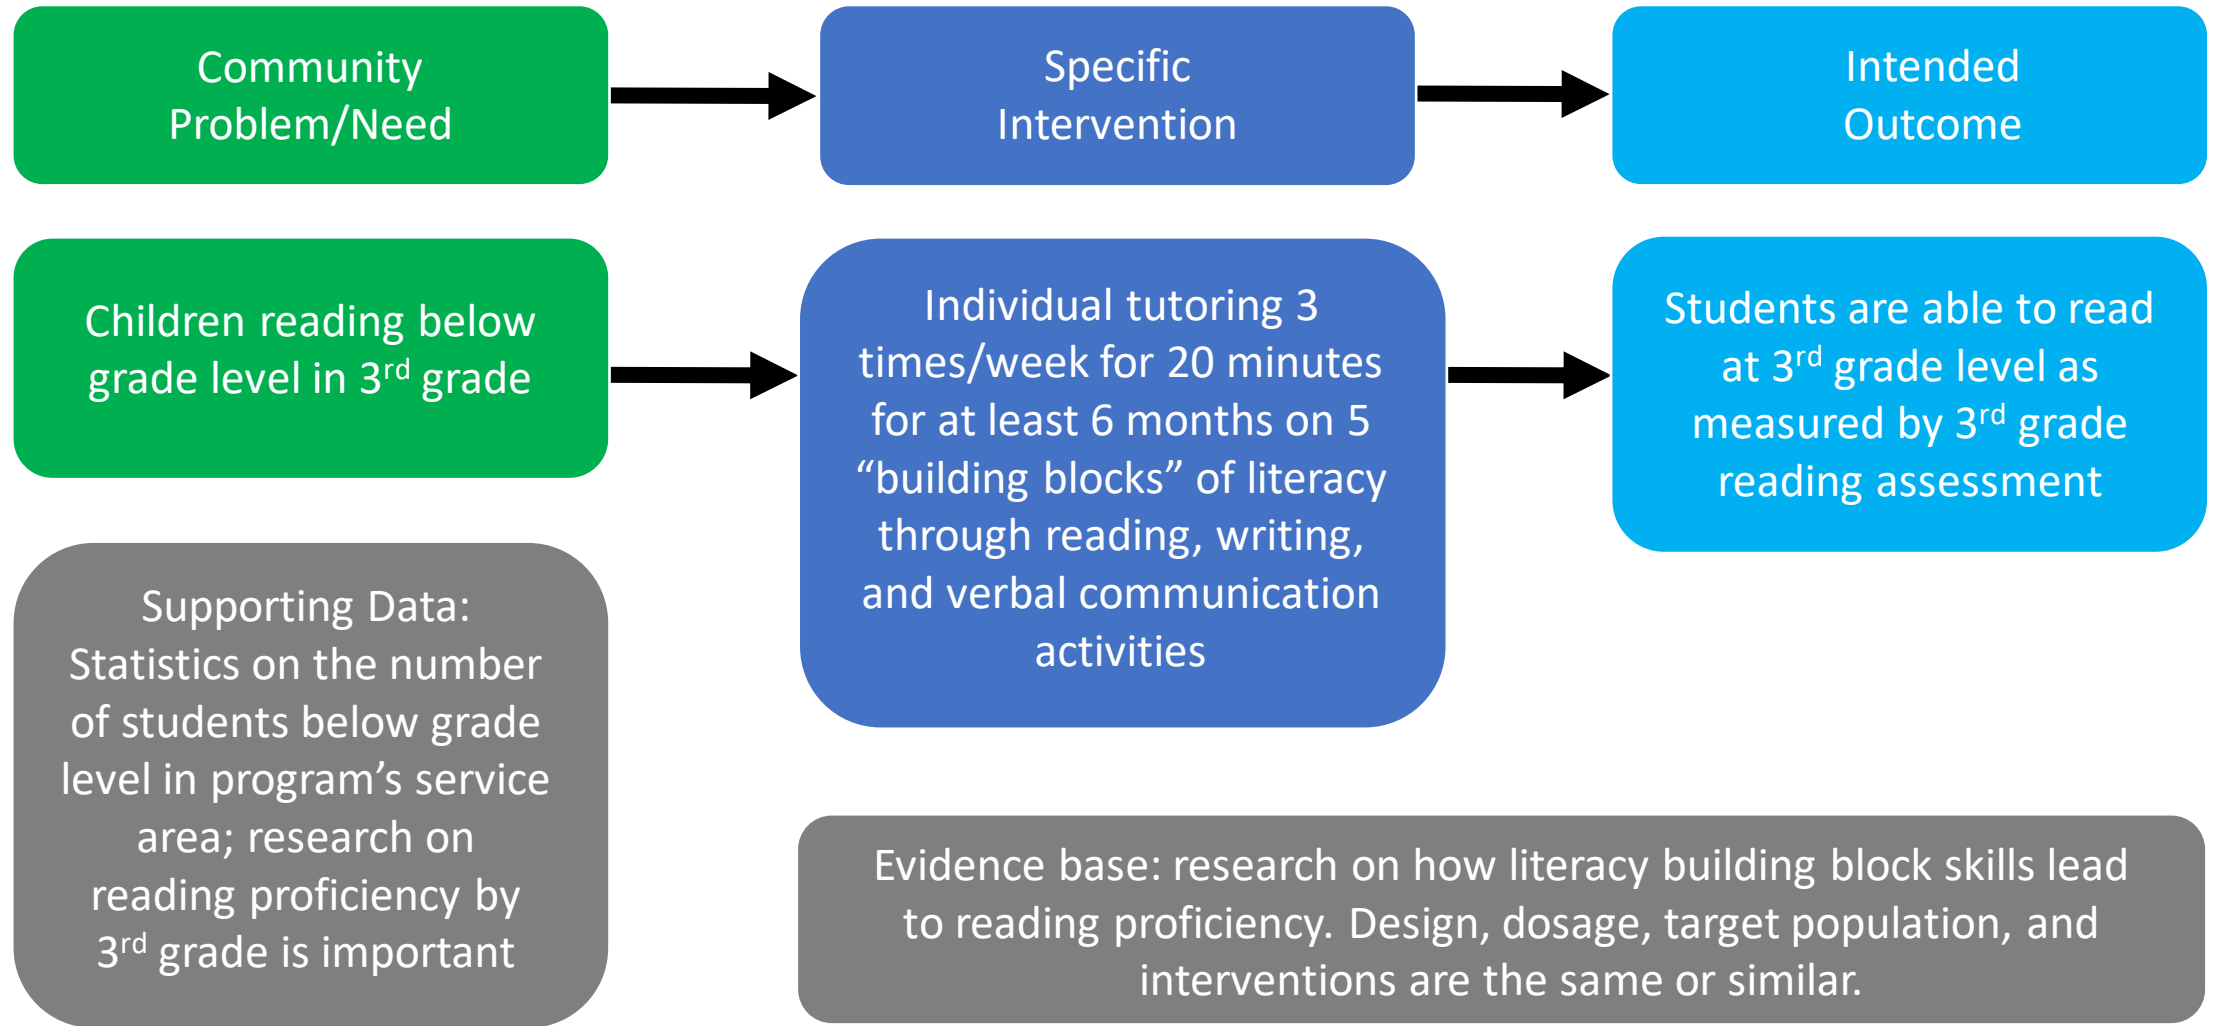 Community
Problem/Need
Specific
Intervention
Intended
Outcome
Children reading below
grade level in 3rd grade
Individual tutoring 3
times/week for 20 minutes
for at least 6 months on 5
“building blocks” of literacy
through reading, writing,
and verbal communication
activities
Students are able to read
at 3rd grade level as
measured by 3rd grade
reading assessment
Supporting Data:
Statistics on the number
of students below grade
level in program’s service
area; research on
reading proficiency by
3rd grade is important
Evidence base: research on how literacy building block skills lead
to reading proficiency. Design, dosage, target population, and
interventions are the same or similar.